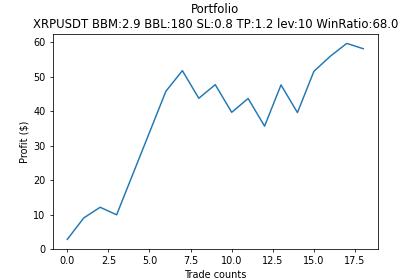 Portfolio
XRPUSDT BBM:2.9 BBL:180 SL:0.8 TP:1.2 lev:10 WinRatio:68.0
60
50
40
30
20
10
0
Profit ($)
0.0 2.5 5.0 7.5 10.0 12.5 15.0 17.5
Trade counts